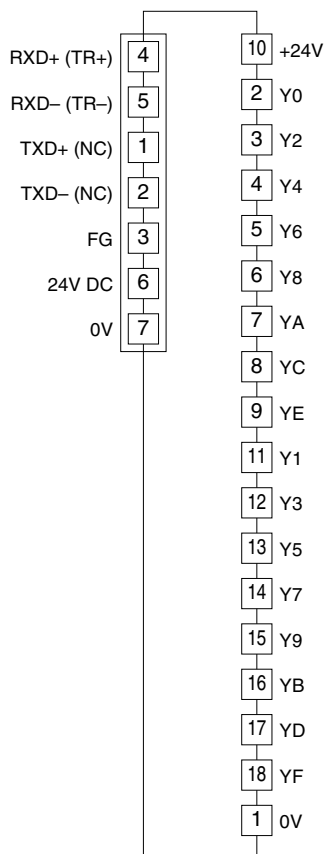 RXD+ (TR+) 4
RXD– (TR–) 5
TXD+ (NC) 1
TXD– (NC) 2
FG 3
24V DC 6
0V 7
10 +24V
2 Y0
3 Y2
4 Y4
5 Y6
6 Y8
7 YA
8 YC
9 YE
11 Y1
12 Y3
13 Y5
14 Y7
15 Y9
16 YB
17 YD
18 YF
1 0V